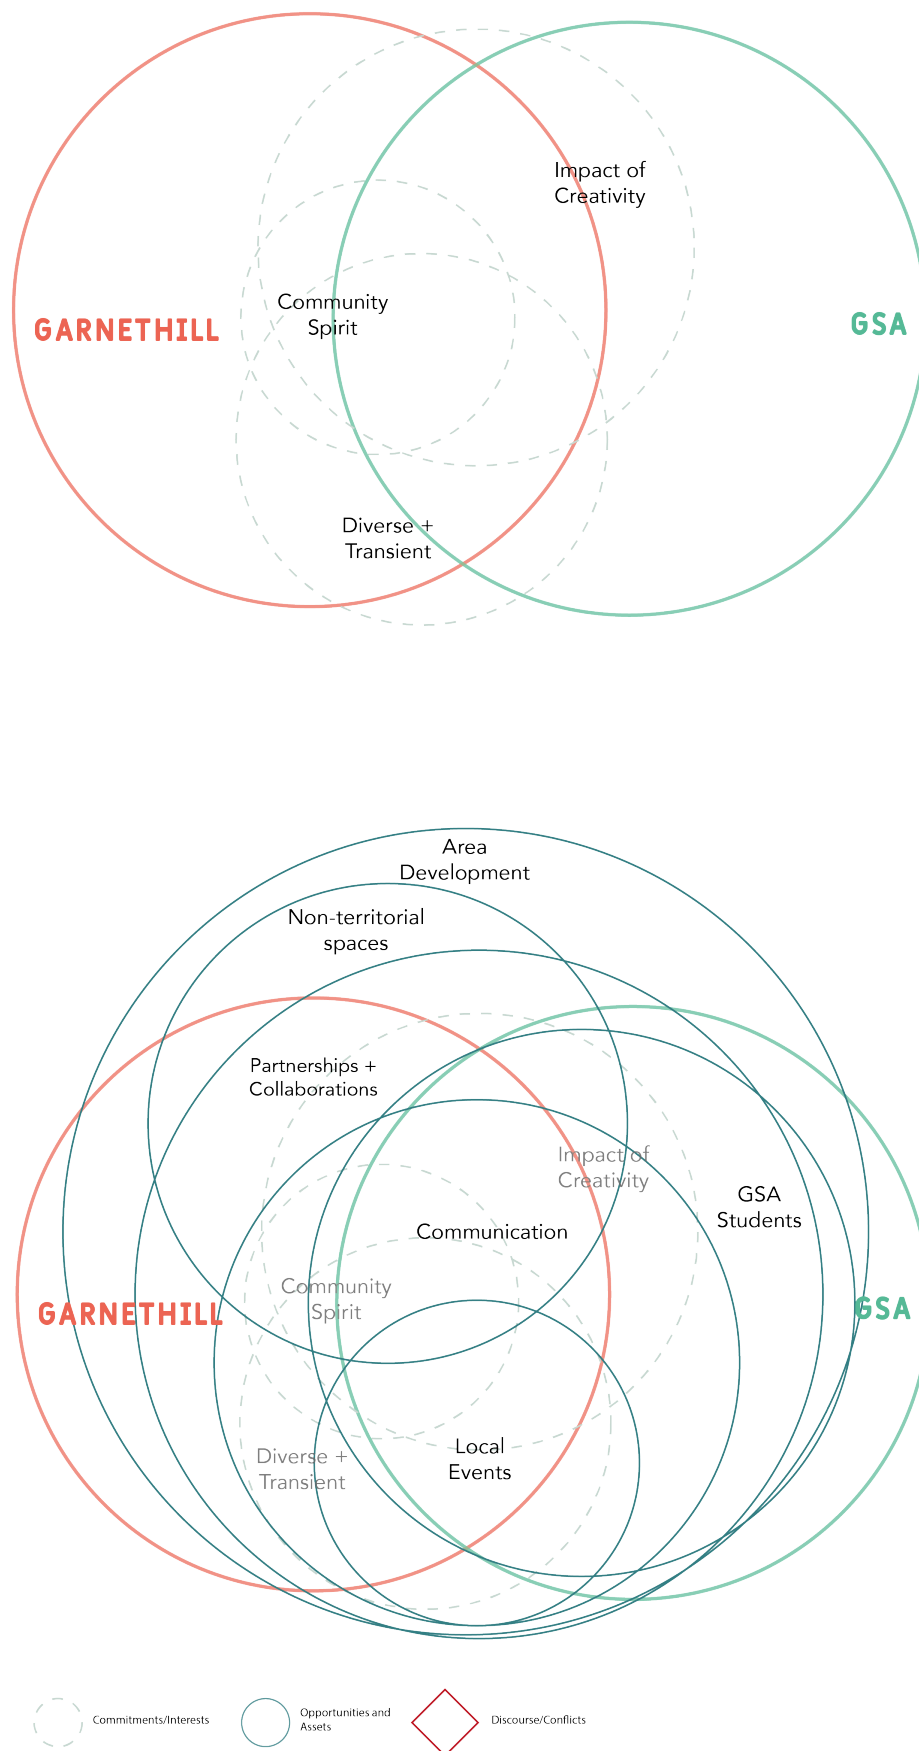 Impact of
Creativity
Community
Spirit
GARNETHILL
GSA
Diverse +
Transient
Area
Development
Non-territorial
spaces
Partnerships +
Collaborations
Impact of
Creativity
GSA
Students
Communication
Community
Spirit
GARNETHILL
GSA
Local
Events
Diverse +
Transient
Commitments/Interests
Opportunities and
Assets
Discourse/Conflicts